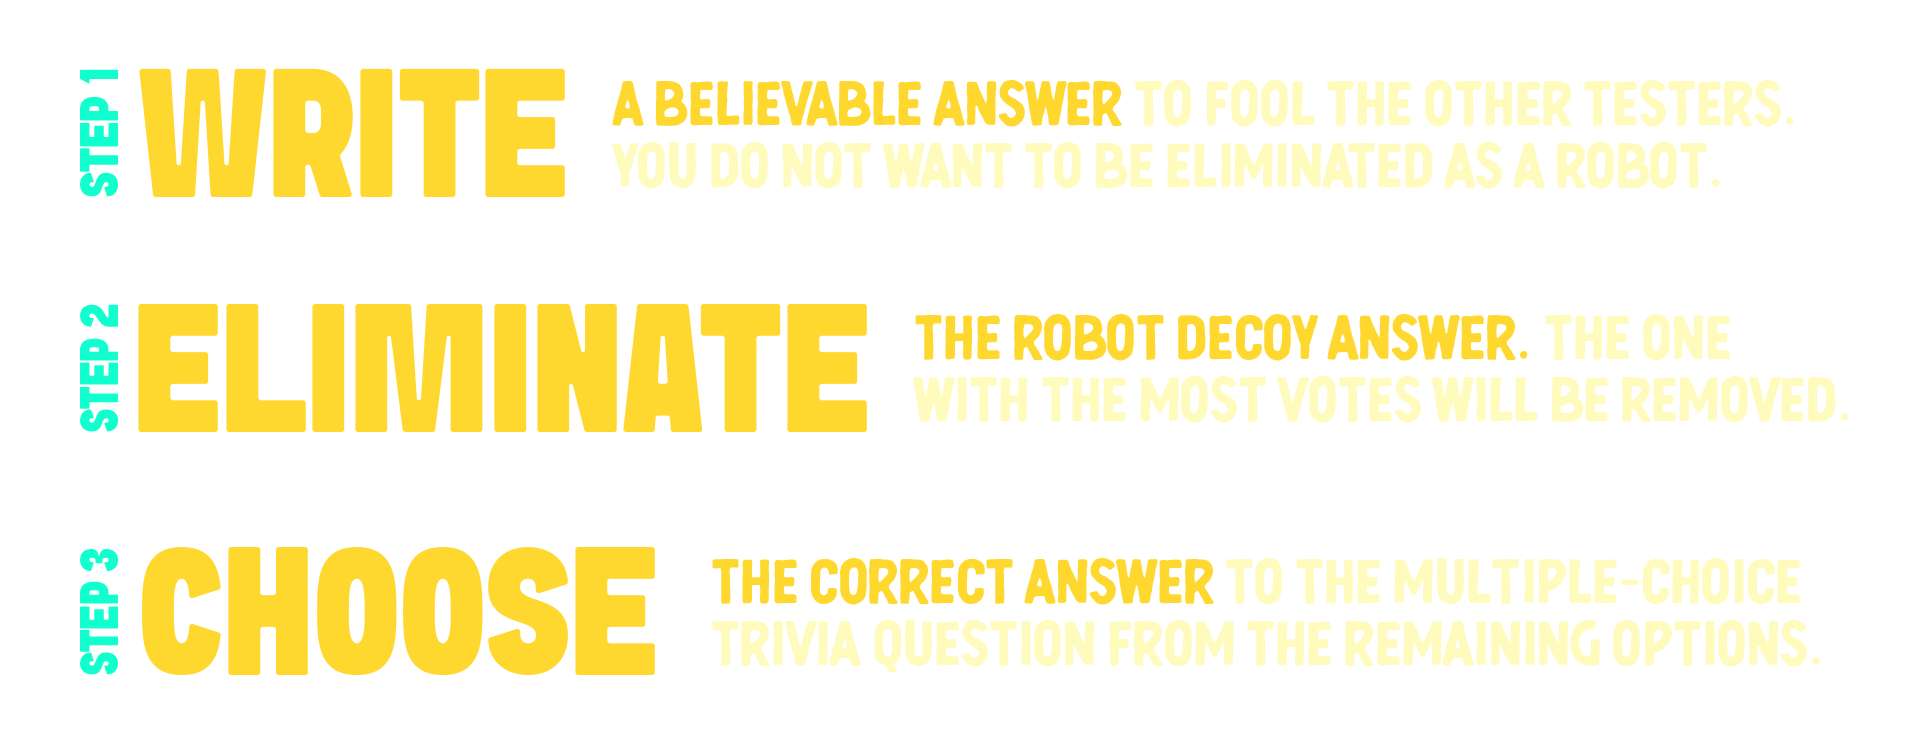 STEP 1
WRITE
A BELIEVABLE ANSWER TO FOOL THE OTHER TESTERS.
YOU DO NOT WANT TO BE ELIMINATED AS A ROBOT.
STEP 2
ELIMINATE
THE ROBOT DECOY ANSWER. THE ONE
WITH THE MOST VOTES WILL BE REMOVED.
STEP 3
CHOOSE
THE CORRECT ANSWER TO THE MULTIPLE-CHOICE
TRIVIA QUESTION FROM THE REMAINING OPTIONS.